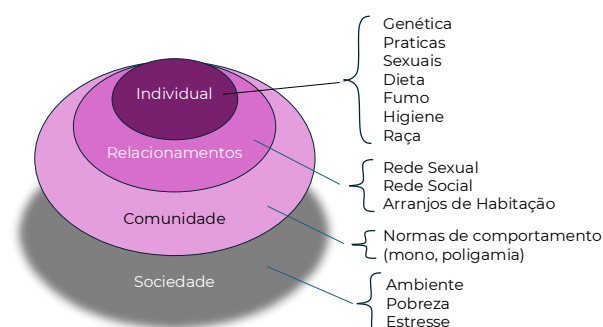 Individual
Relacionamentos
Comunidade
Sociedade
Genética
Praticas
Sexuais
Dieta
Fumo
Higiene
Raça
Rede Sexual
Rede Social
Arranjos de Habitação
Normas de comportamento
(mono, poligamia)
Ambiente
Pobreza
Estresse